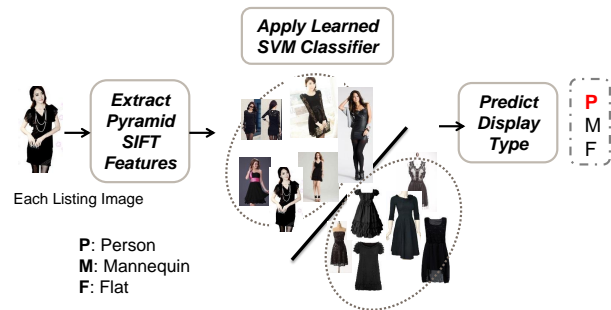 Apply Learned
SVM Classifier
Extract
Pyramid
SIFT
Features
Predict
Display
Type
P
M
F
Each Listing Image
P: Person
M: Mannequin
F: Flat